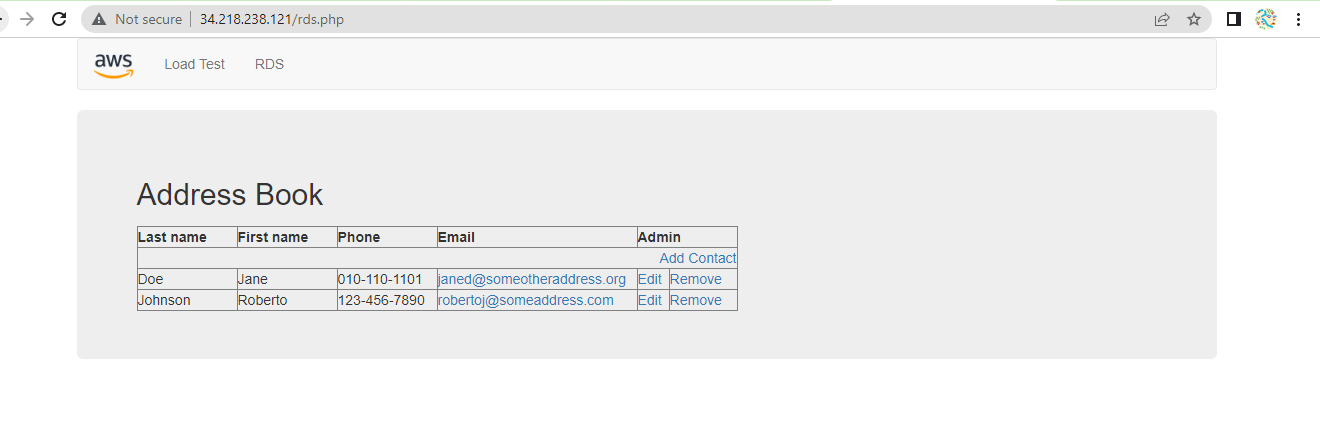 Not secure | 34.218.238.121/rds.php
aws Load Test RDS
Address Book
Last name First name Phone Email Admin
Add Contact
Doe Jane 010-110-1101 janed@someotheraddress.org Edit Remove
Johnson Roberto 123-456-7890 robertoj@someaddress.com Edit Remove